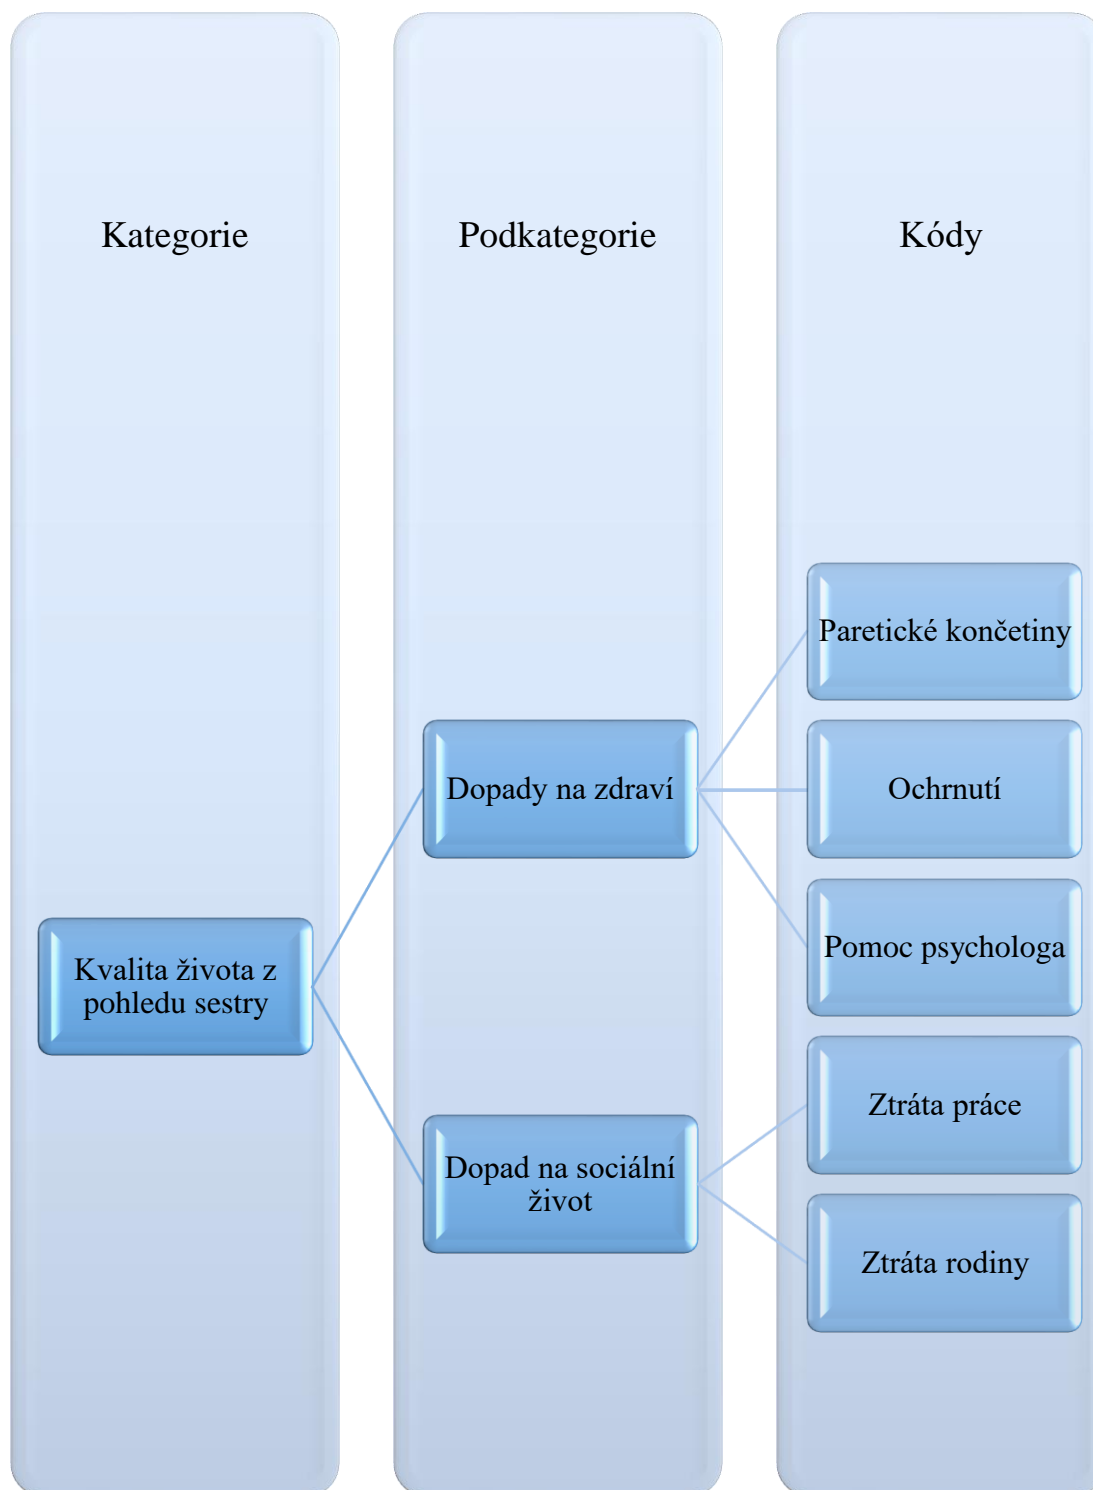 Kategorie
Podkategorie
Kódy
Kvalita života z
pohledu sestry
Dopady na zdraví
Dopad na sociální
život
Paretické končetiny
Ochrnutí
Pomoc psychologa
Ztráta práce
Ztráta rodiny